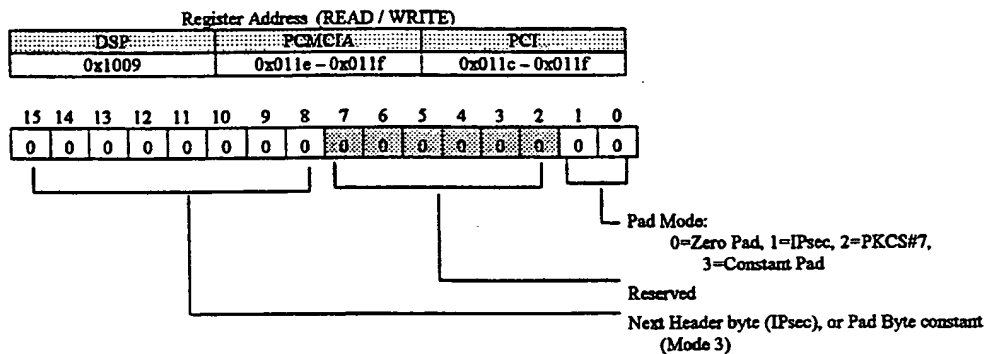 Register Address (READ / WRITE)
DSP PCMCIA PCI
0x1009 0x011e – 0x011f 0x011c – 0x011f
15 14 13 12 11 10 9 8 7 6 5 4 3 2 1 0
0 0 0 0 0 0 0 0 0 0 0 0 0 0 0 0
Pad Mode:
0=Zero Pad, 1=IPsec, 2=PKCS#7,
3=Constant Pad
Reserved
Next Header byte (IPsec), or Pad Byte constant
(Mode 3)